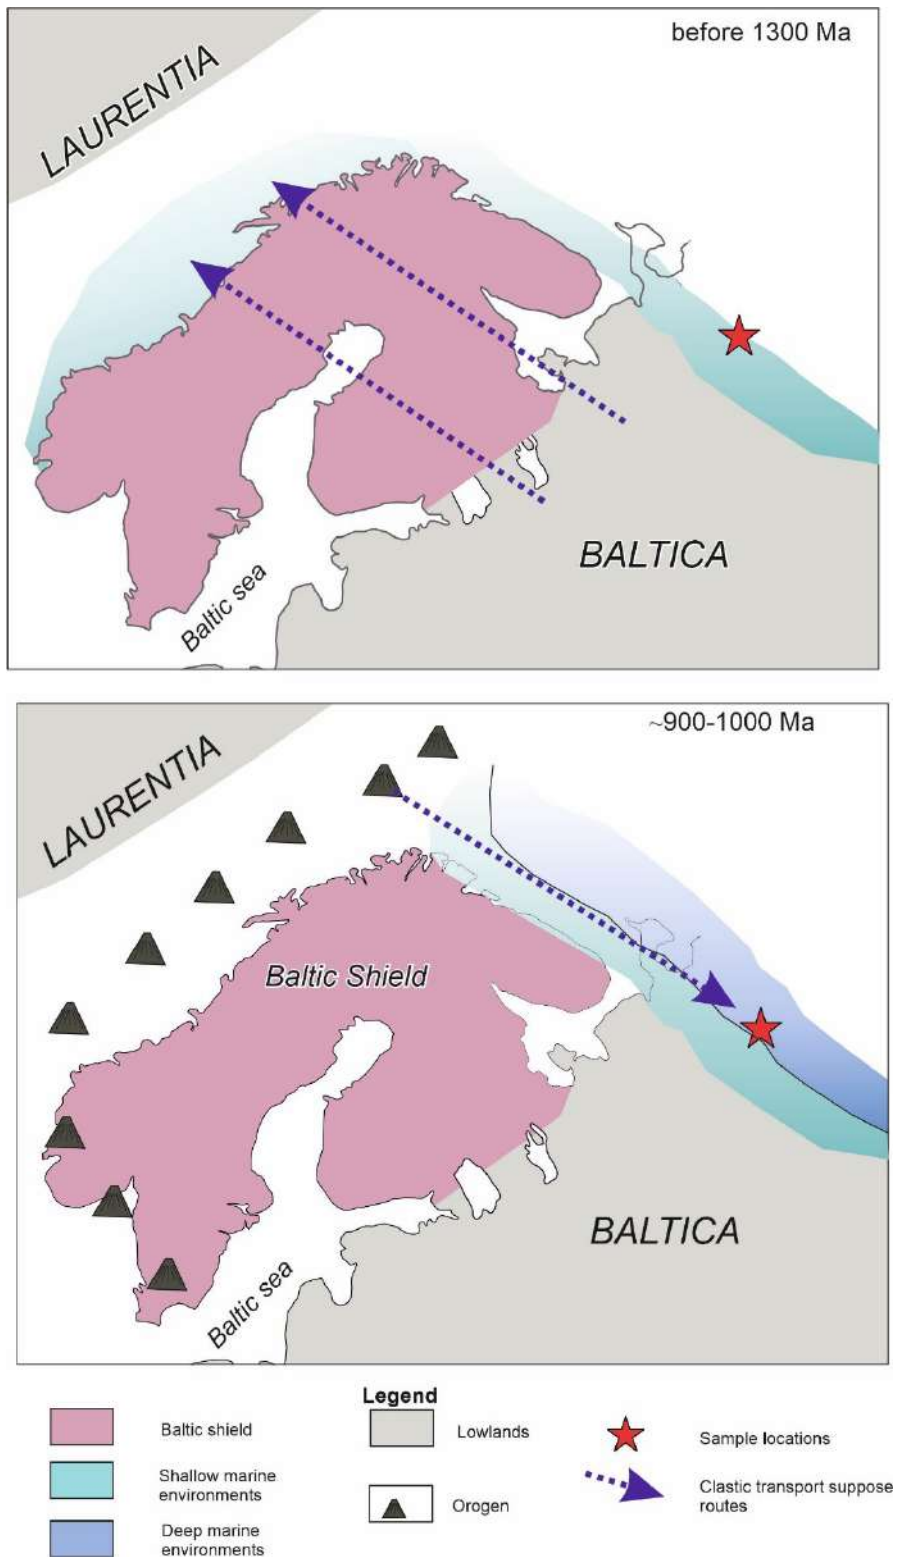 before 1300 Ma
LAURENTIA
BALTICA
Baltic sea
~900-1000 Ma
LAURENTIA
Baltic Shield
BALTICA
Baltic sea
Legend
Baltic shield
Lowlands
Sample locations
Shallow marine
environments
Orogen
Clastic transport suppose
routes
Deep marine
environments